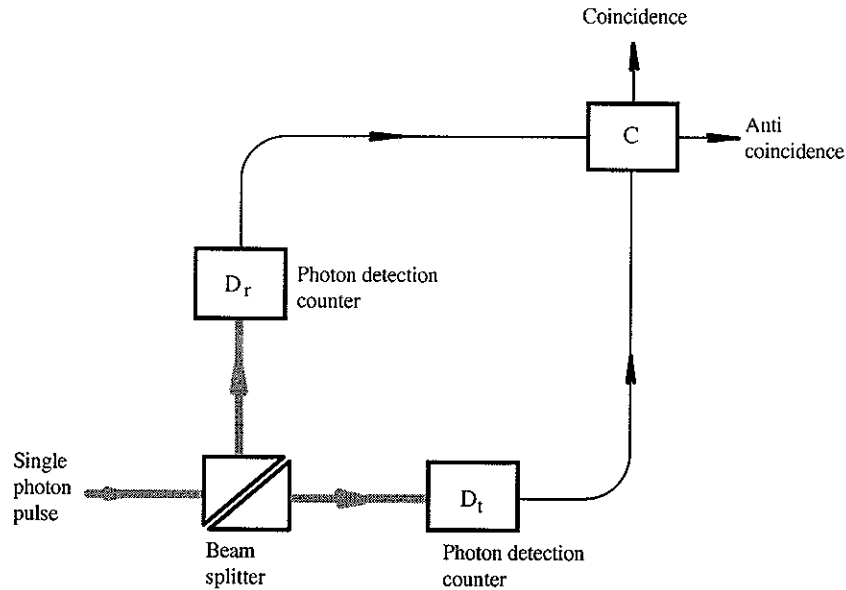 Coincidence
C
Anti
coincidence
D_r
Photon detection
counter
Single
photon
pulse
Beam
splitter
D_t
Photon detection
counter